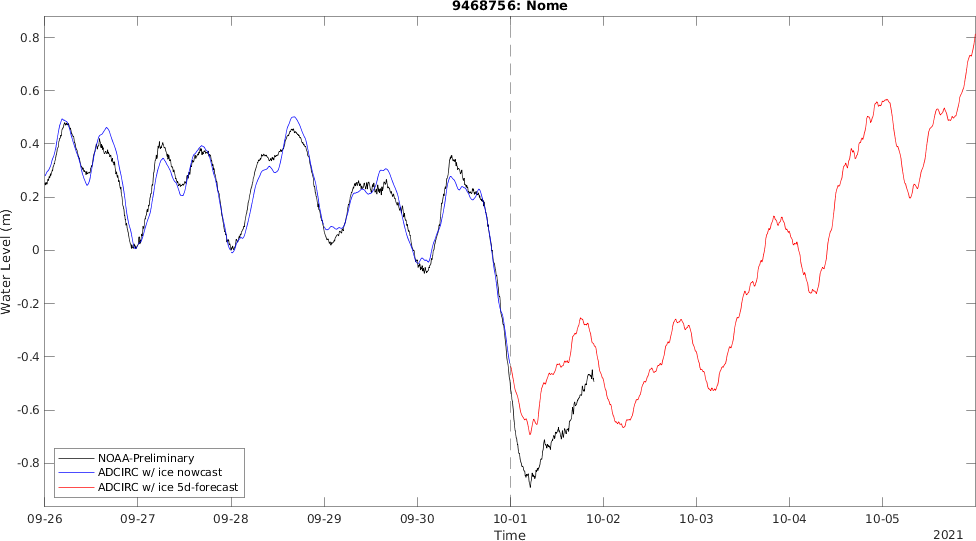 9468756: Nome
0.8
0.6
0.4
0.2
0
-0.2
-0.4
-0.6
-0.8
Water Level (m)
NOAA-Preliminary
ADCIRC w/ ice nowcast
ADCIRC w/ ice 5d-forecast
09-26 09-27 09-28 09-29 09-30 10-01 10-02 10-03 10-04 10-05
Time
2021